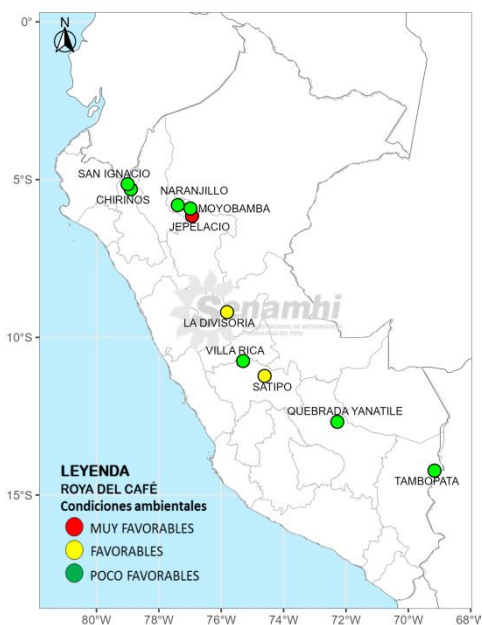 0°
N
SAN IGNACIO
5°S
CHIRINOS
NARANJILLO
MOYOBAMBA
JEPELACIO
Senamhi
LA DIVISORIA
10°S
VILLA RICA
SATIPO
QUEBRADA YANATILE
TAMBOPATA
LEYENDA
ROYA DEL CAFÉ
Condiciones ambientales
15°S
MUY FAVORABLES
FAVORABLES
POCO FAVORABLES
80°W 78°W 76°W 74°W 72°W 70°W 68°W